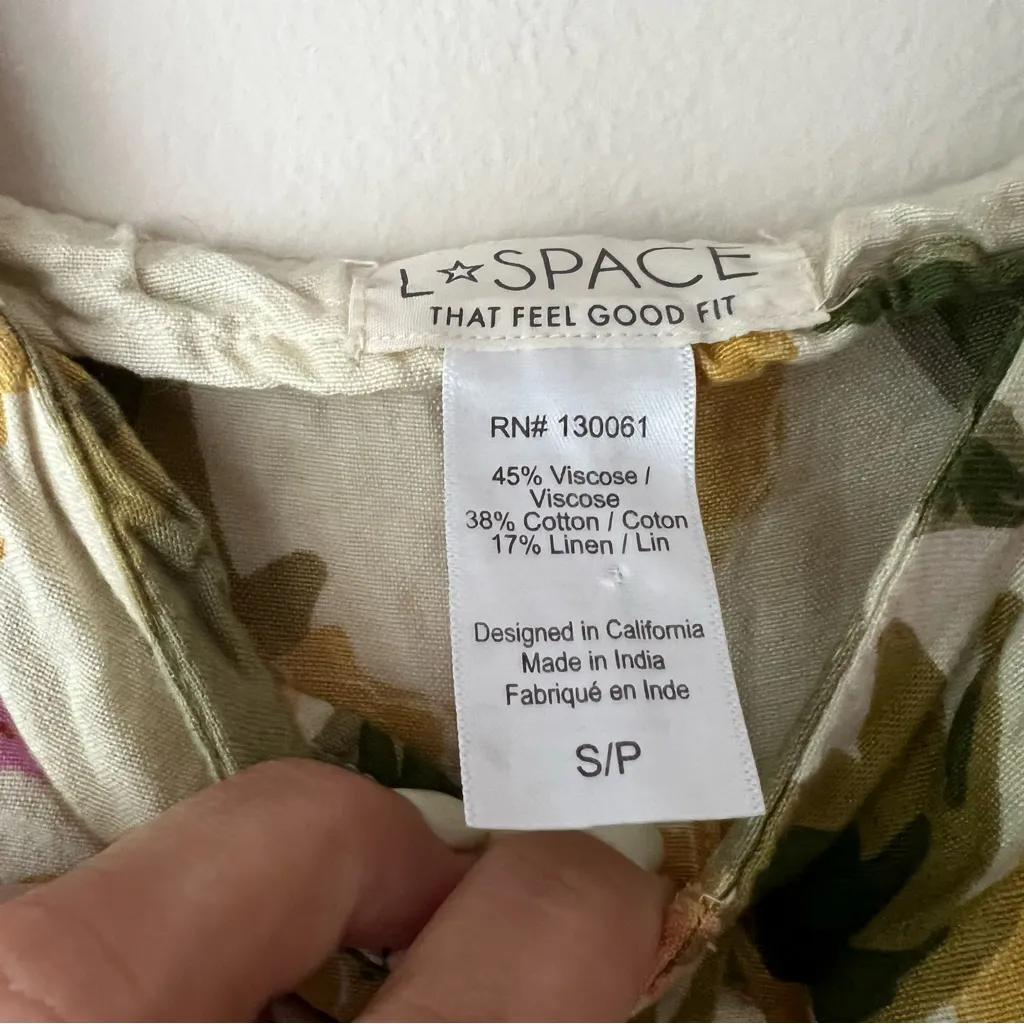 L☆SPACE
THAT FEEL GOOD FIT
RN# 130061
45% Viscose /
Viscose
38% Cotton / Coton
17% Linen / Lin
Designed in California
Made in India
Fabriqué en Inde
S/P